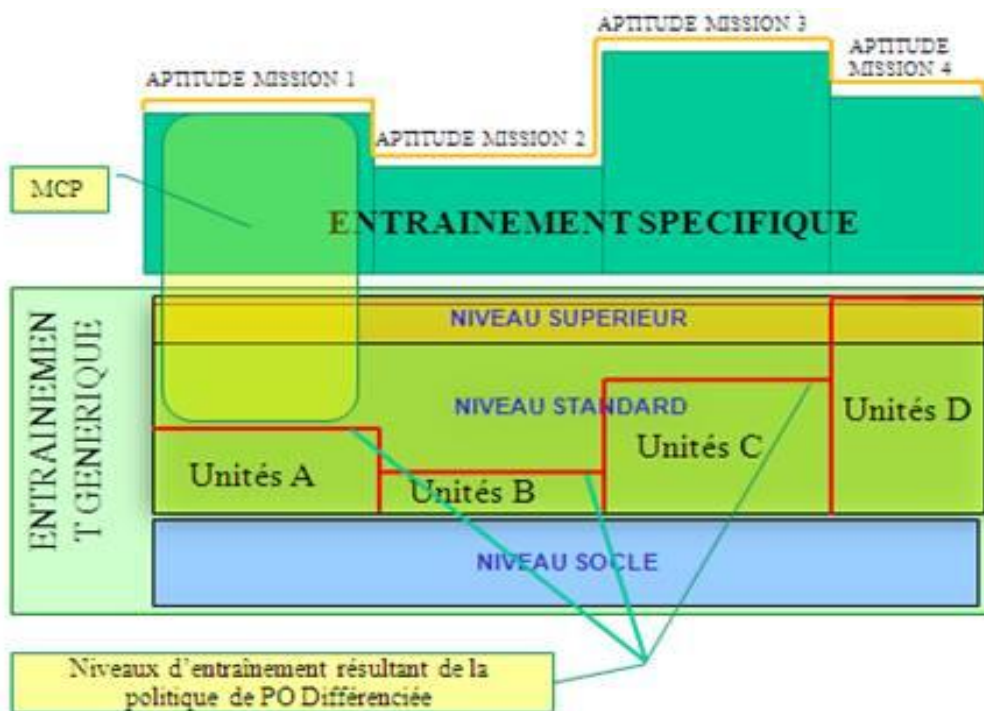 APTITUDE MISSION 3
APTITUDE
MISSION 4
APTITUDE MISSION 1
APTITUDE MISSION 2
MCP
ENTRAINEMENT SPECIFIQUE
ENTRAINEMEN
T GENERIQUE
NIVEAU SUPERIEUR
NIVEAU STANDARD
Unités A
Unités B
Unités C
Unités D
NIVEAU SOCLE
Niveaux d'entraînement résultant de la
politique de PO Différenciée